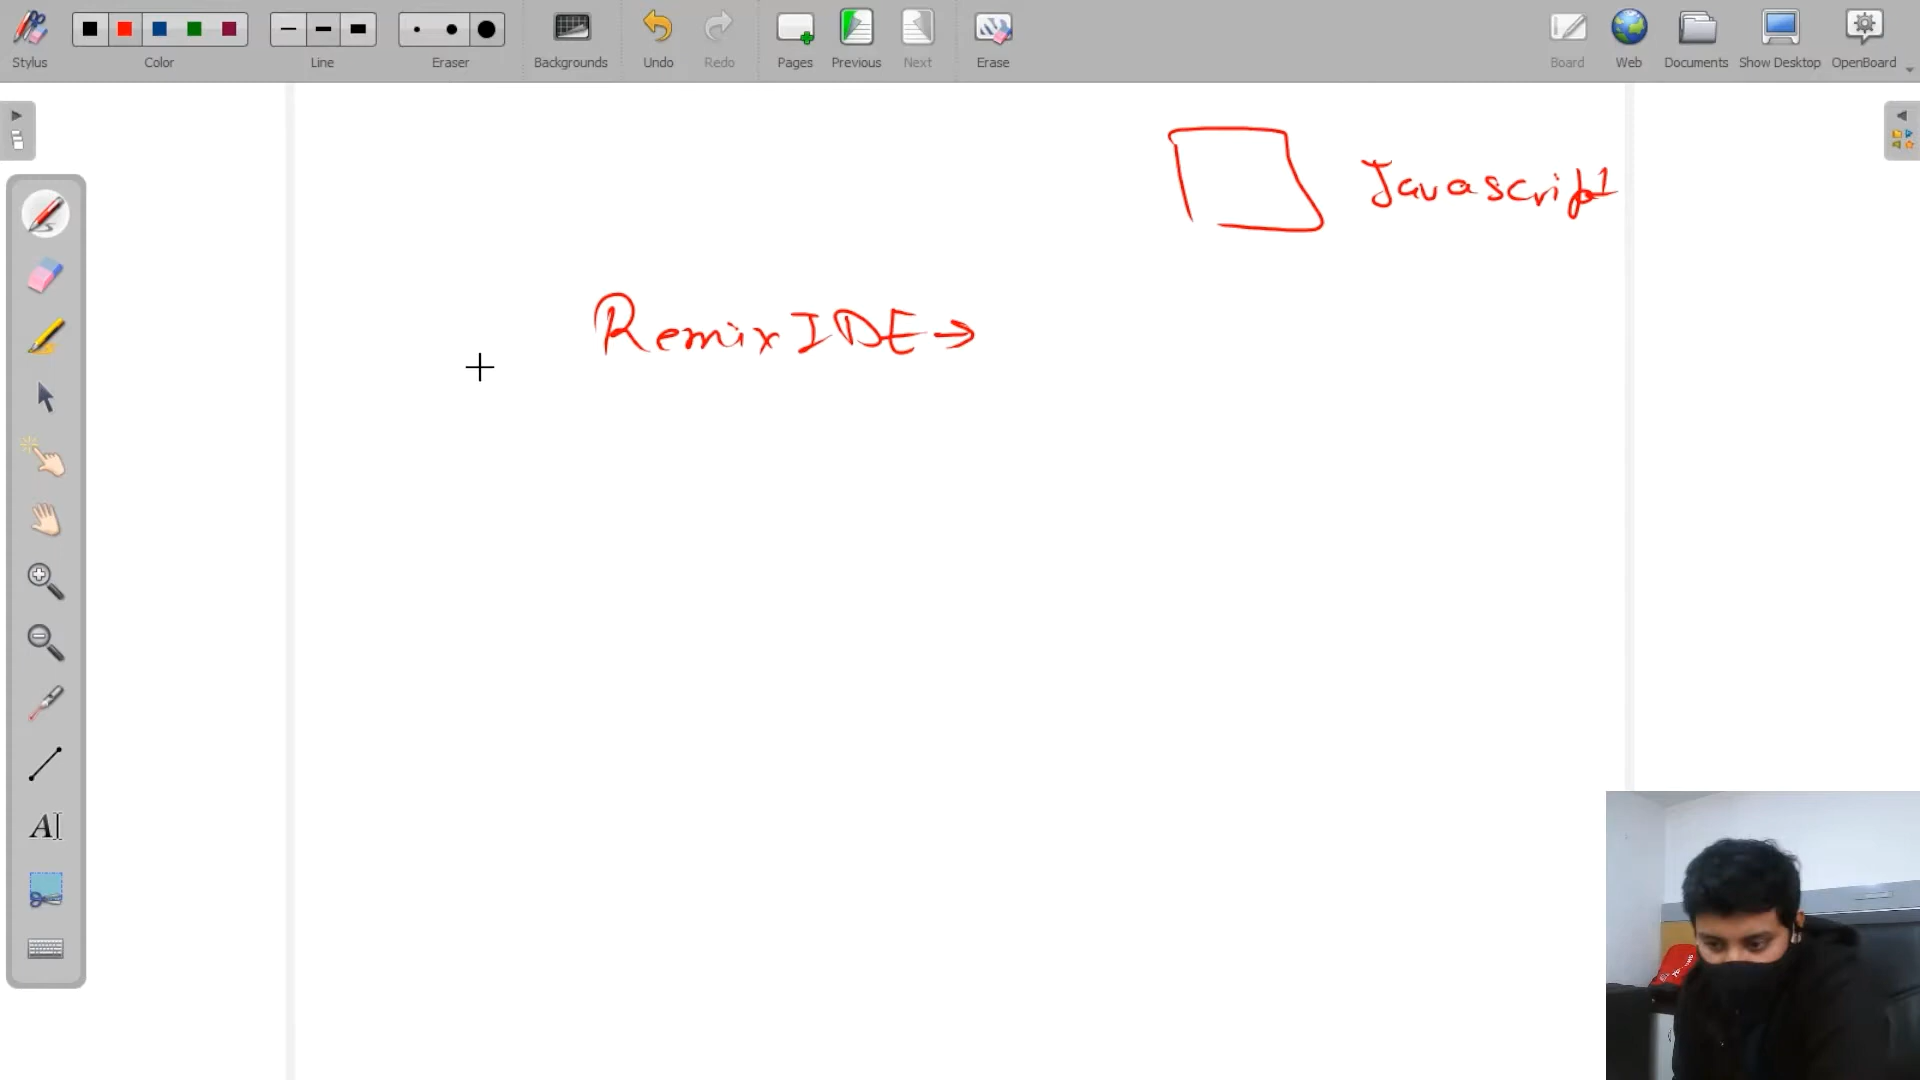 Stylus Color Line Eraser Backgrounds Undo Redo Pages Previous Next Erase Board Web Documents Show Desktop OpenBoard
Javascript
Remix IDE →